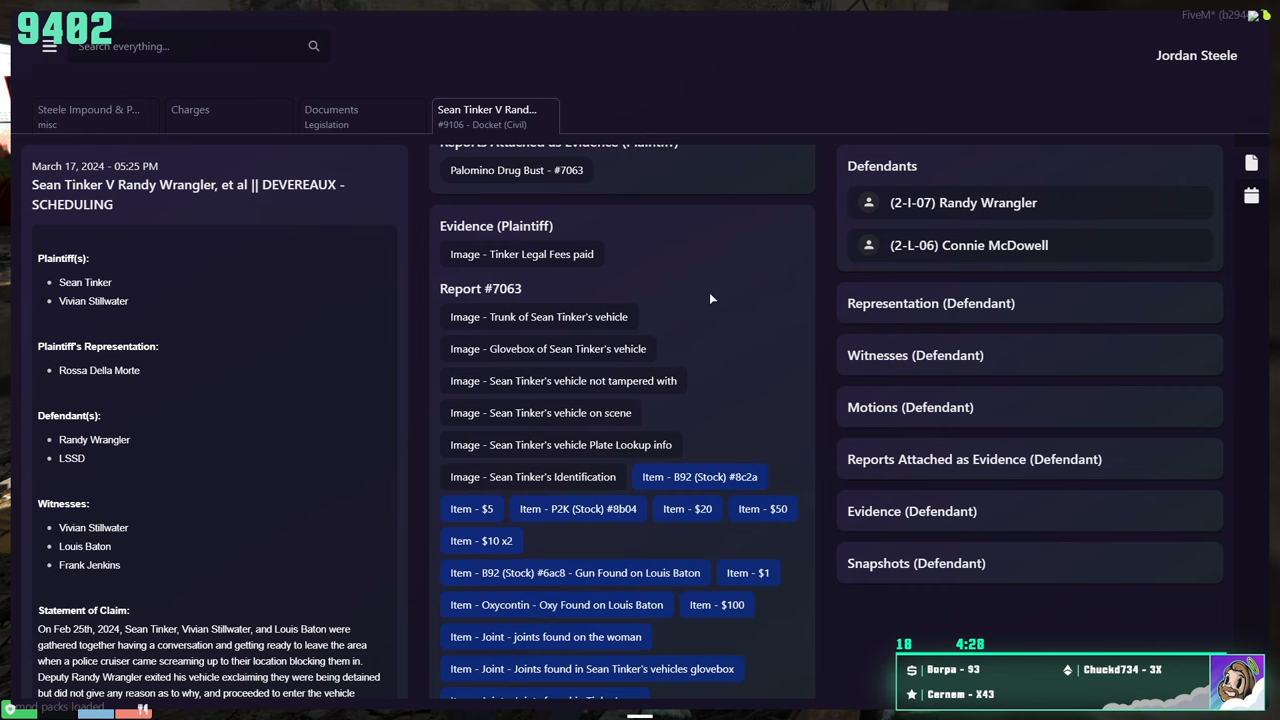 9402
Search everything...
FiveM* (b294
Jordan Steele
Steele Impound & P...
misc
Charges
Documents
Legislation
Sean Tinker V Rand...
#9106 - Docket (Civil)
March 17, 2024 - 05:25 PM
Sean Tinker V Randy Wrangler, et al || DEVEREAUX -
SCHEDULING
Plaintiff(s):
Sean Tinker
Vivian Stillwater
Plaintiff's Representation:
Rossa Della Morte
Defendant(s):
Randy Wrangler
LSSD
Witnesses:
Vivian Stillwater
Louis Baton
Frank Jenkins
Statement of Claim:
On Feb 25th, 2024, Sean Tinker, Vivian Stillwater, and Louis Baton were
gathered together having a conversation and getting ready to leave the area
when a police cruiser came screaming up to their location blocking them in.
Deputy Randy Wrangler exited his vehicle exclaiming they were being detained
but did not give any reason as to why, and proceeded to enter the vehicle
mod packs loaded
Reports Attached as Evidence (Plaintiff)
Palomino Drug Bust - #7063
Evidence (Plaintiff)
Image - Tinker Legal Fees paid
Report #7063
Image - Trunk of Sean Tinker's vehicle
Image - Glovebox of Sean Tinker's vehicle
Image - Sean Tinker's vehicle not tampered with
Image - Sean Tinker's vehicle on scene
Image - Sean Tinker's vehicle Plate Lookup info
Image - Sean Tinker's Identification
Item - B92 (Stock) #8c2a
Item - $5
Item - P2K (Stock) #8b04
Item - $20
Item - $50
Item - $10 x2
Item - B92 (Stock) #6ac8 - Gun Found on Louis Baton
Item - $1
Item - Oxycontin - Oxy Found on Louis Baton
Item - $100
Item - Joint - joints found on the woman
Item - Joint - Joints found in Sean Tinker's vehicles glovebox
Defendants
(2-I-07) Randy Wrangler
(2-L-06) Connie McDowell
Representation (Defendant)
Witnesses (Defendant)
Motions (Defendant)
Reports Attached as Evidence (Defendant)
Evidence (Defendant)
Snapshots (Defendant)
18
4:28
Borpa - 53
Chuckd734 - 3X
Cernem - X43